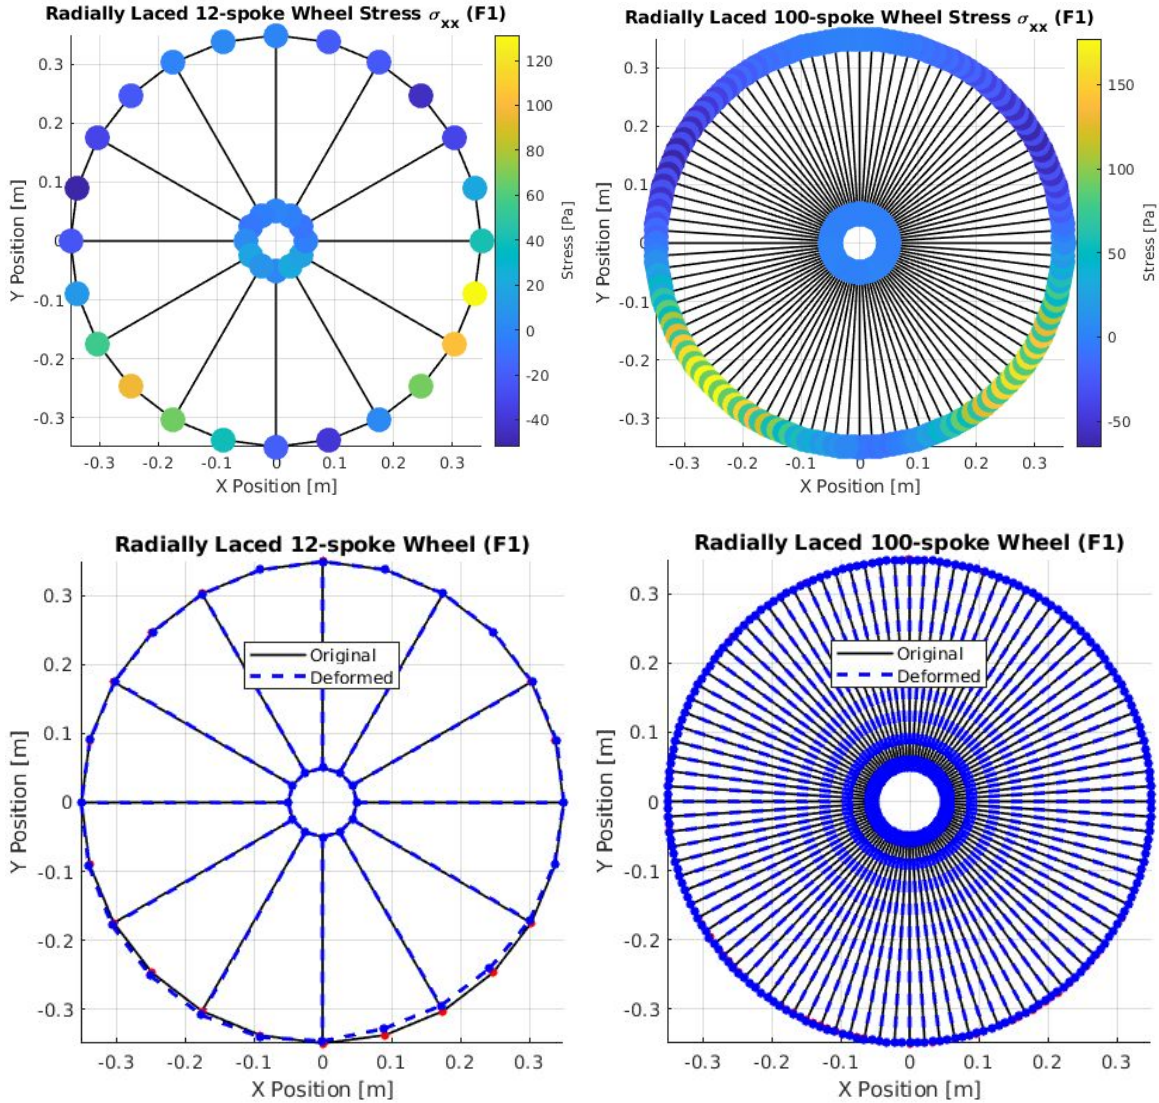 Radially Laced 12-spoke Wheel Stress σxx (F1)
0.3
0.2
0.1
0
-0.1
-0.2
-0.3
Y Position [m]
-0.3 -0.2 -0.1 0 0.1 0.2 0.3
X Position [m]
120
100
80
60
40
20
0
-20
-40
Stress [Pa]
Radially Laced 100-spoke Wheel Stress σxx (F1)
0.3
0.2
0.1
0
-0.1
-0.2
-0.3
Y Position [m]
-0.3 -0.2 -0.1 0 0.1 0.2 0.3
X Position [m]
150
100
50
0
-50
Stress [Pa]
Radially Laced 12-spoke Wheel (F1)
0.3
0.2
0.1
0
-0.1
-0.2
-0.3
Y Position [m]
Original
Deformed
-0.3 -0.2 -0.1 0 0.1 0.2 0.3
X Position [m]
Radially Laced 100-spoke Wheel (F1)
0.3
0.2
0.1
0
-0.1
-0.2
-0.3
Y Position [m]
Original
Deformed
-0.3 -0.2 -0.1 0 0.1 0.2 0.3
X Position [m]